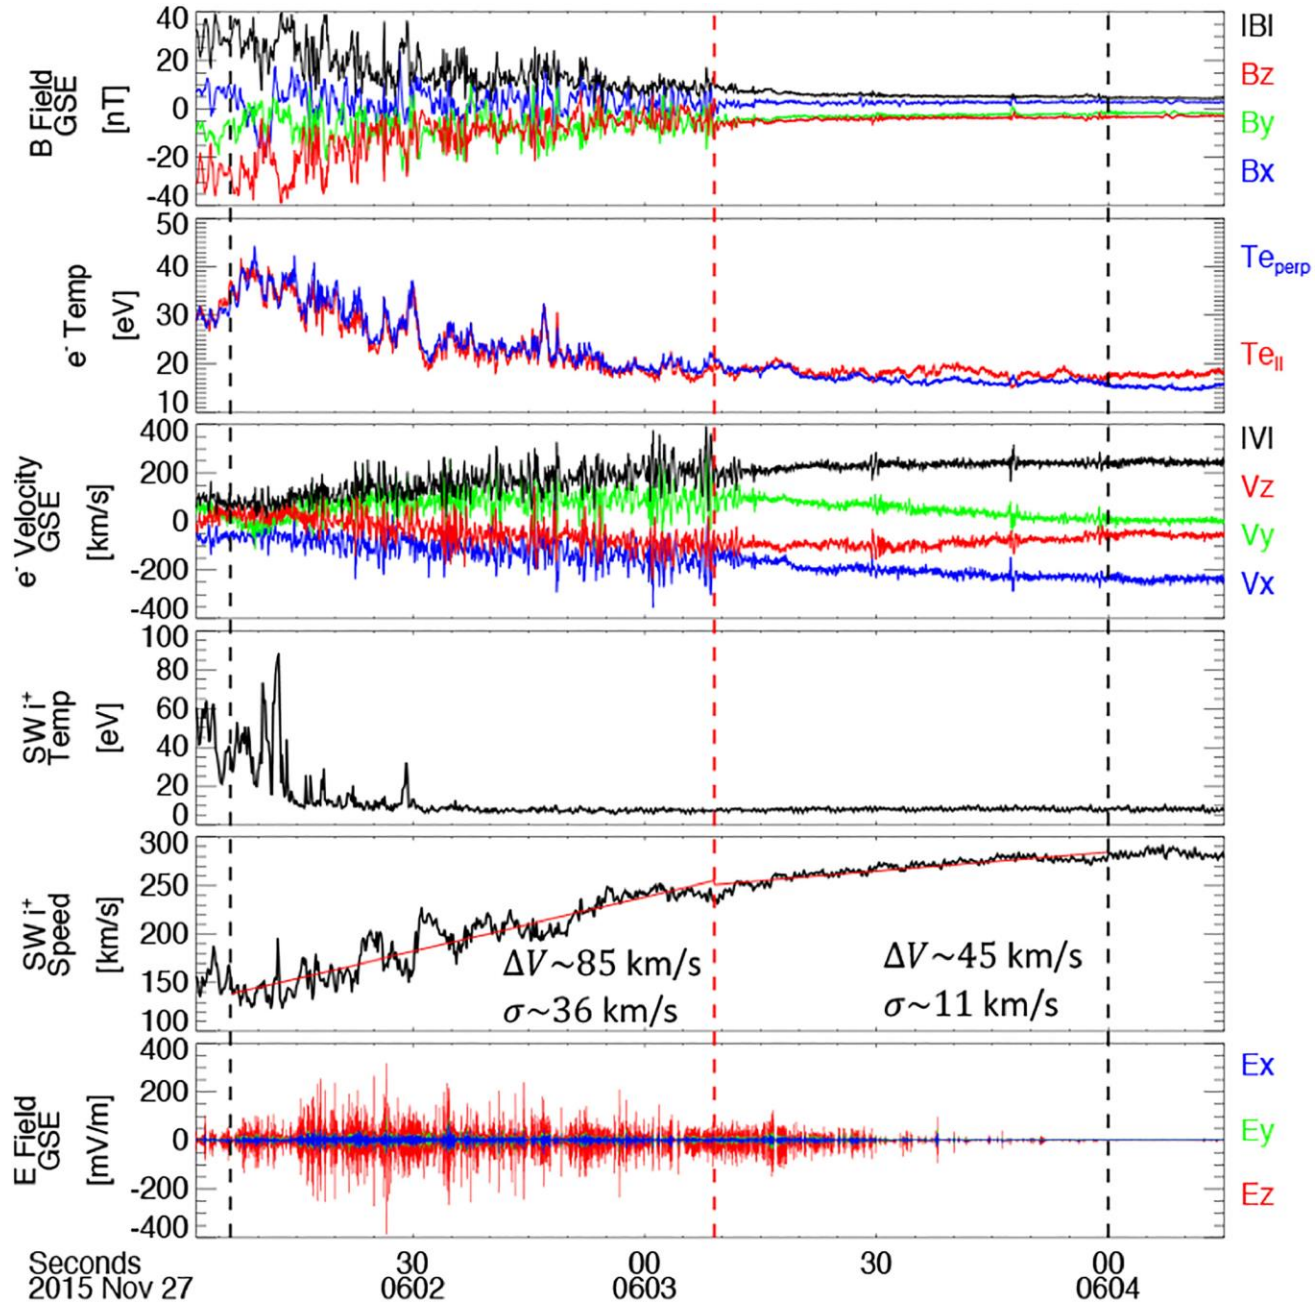 B Field
GSE
[nT]
40
20
0
-20
-40
|B|
Bz
By
Bx
e- Temp
[eV]
50
40
30
20
10
Te perp
Te ||
e- Velocity
GSE
[km/s]
400
200
0
-200
-400
|V|
Vz
Vy
Vx
SW i+
Temp
[eV]
100
80
60
40
20
0
SW i+
Speed
[km/s]
300
250
200
150
100
ΔV~85 km/s
σ~36 km/s
ΔV~45 km/s
σ~11 km/s
E Field
GSE
[mV/m]
400
200
0
-200
-400
Ex
Ey
Ez
Seconds 30 00 30 00
2015 Nov 27 0602 0603 0604